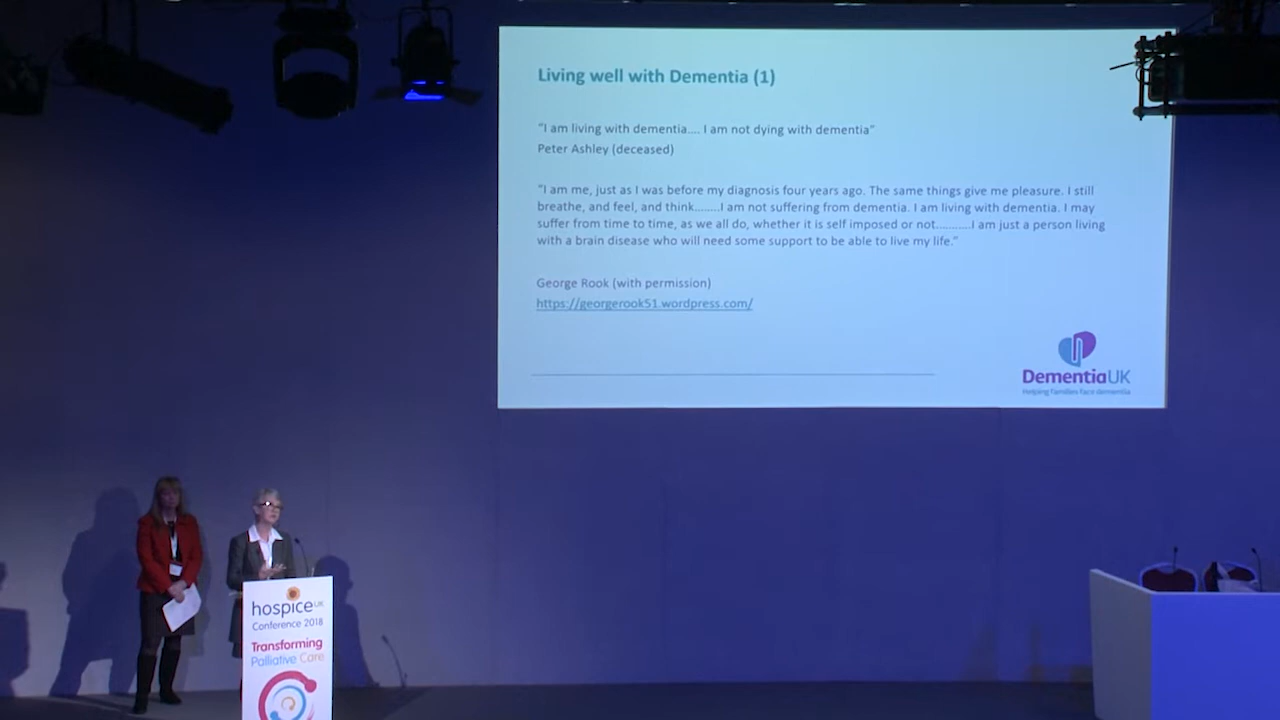 Living well with Dementia (1)
“I am living with dementia.... I am not dying with dementia”
Peter Ashley (deceased)
“I am me, just as I was before my diagnosis four years ago. The same things give me pleasure. I still
breathe, and feel, and think........I am not suffering from dementia. I am living with dementia. I may
suffer from time to time, as we all do, whether it is self imposed or not...........I am just a person living
with a brain disease who will need some support to be able to live my life.”
George Rook (with permission)
https://georgerook51.wordpress.com/
DementiaUK
Helping families face dementia
hospice UK
Conference 2018
Transforming
Palliative Care